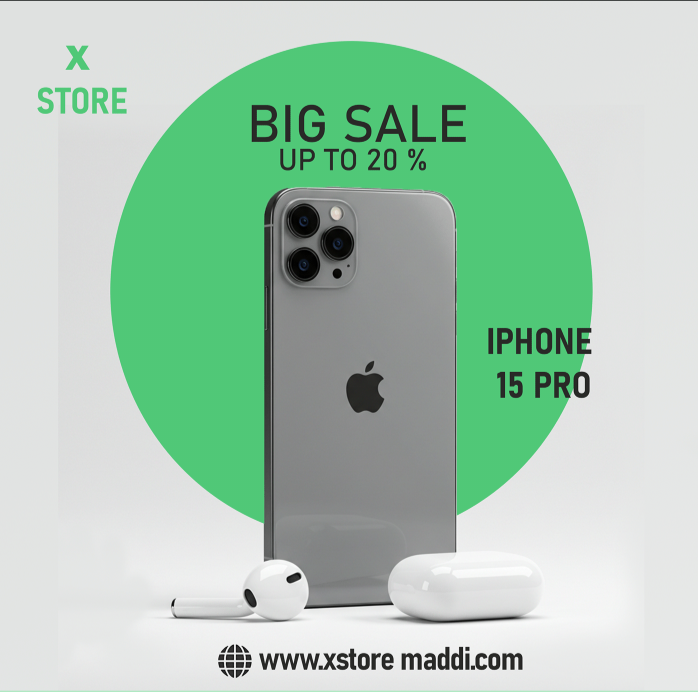 X
STORE
BIG SALE
UP TO 20 %
IPHONE
15 PRO
www.xstore maddi.com